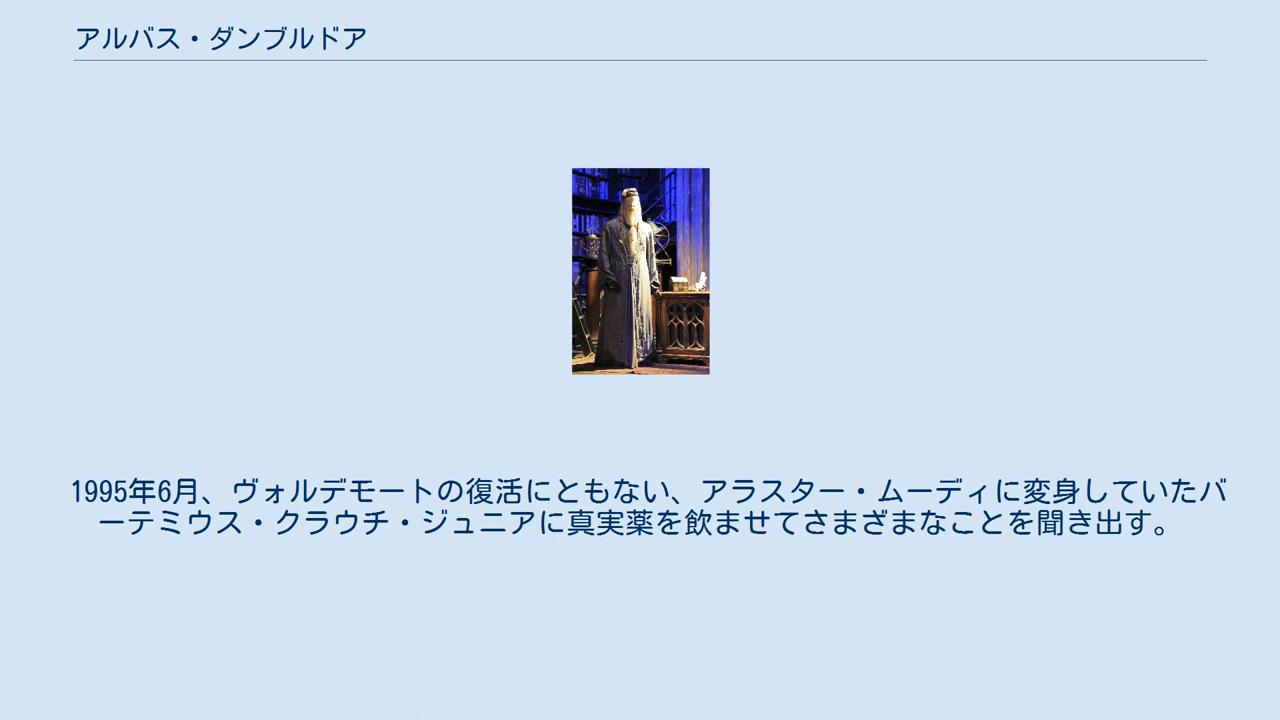 アルバス・ダンブルドア
1995年6月、ヴォルデモートの復活にともない、アラスター・ムーディに変身していたバ
ーテミウス・クラウチ・ジュニアに真実薬を飲ませてさまざまなことを聞き出す。